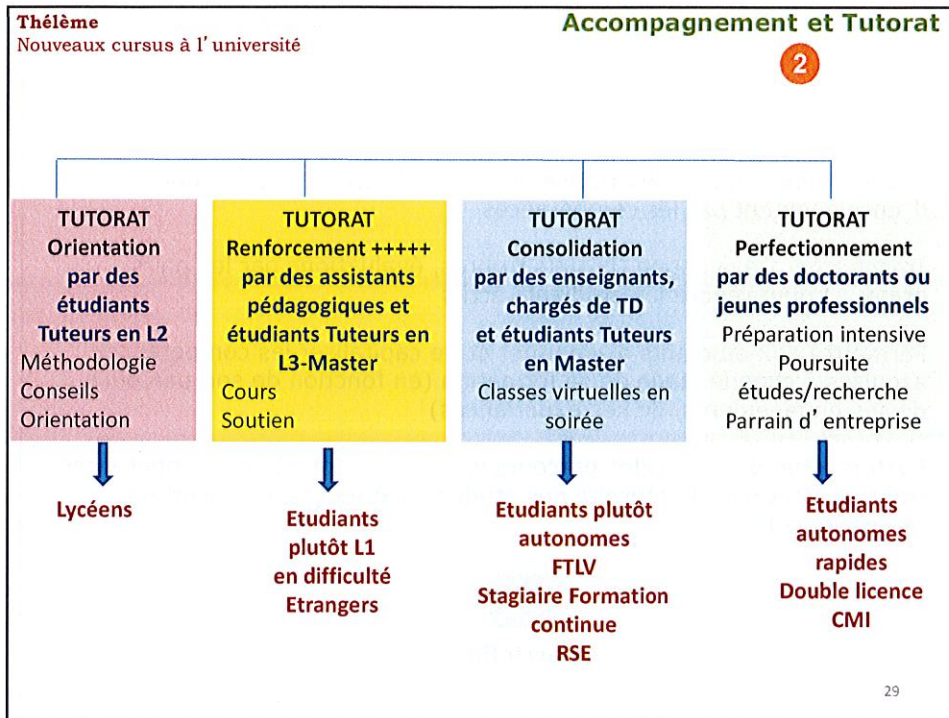 Thélème
Nouveaux cursus à l'université
Accompagnement et Tutorat
2
TUTORAT
Orientation
par des
étudiants
Tuteurs en L2
Méthodologie
Conseils
Orientation
Lycéens
TUTORAT
Renforcement +++++
par des assistants
pédagogiques et
étudiants Tuteurs en
L3-Master
Cours
Soutien
Etudiants
plutôt L1
en difficulté
Etrangers
TUTORAT
Consolidation
par des enseignants,
chargés de TD
et étudiants Tuteurs
en Master
Classes virtuelles en
soirée
Etudiants plutôt
autonomes
FTLV
Stagiaire Formation
continue
RSE
TUTORAT
Perfectionnement
par des doctorants ou
jeunes professionnels
Préparation intensive
Poursuite
études/recherche
Parrain d'entreprise
Etudiants
autonomes
rapides
Double licence
CMI
29